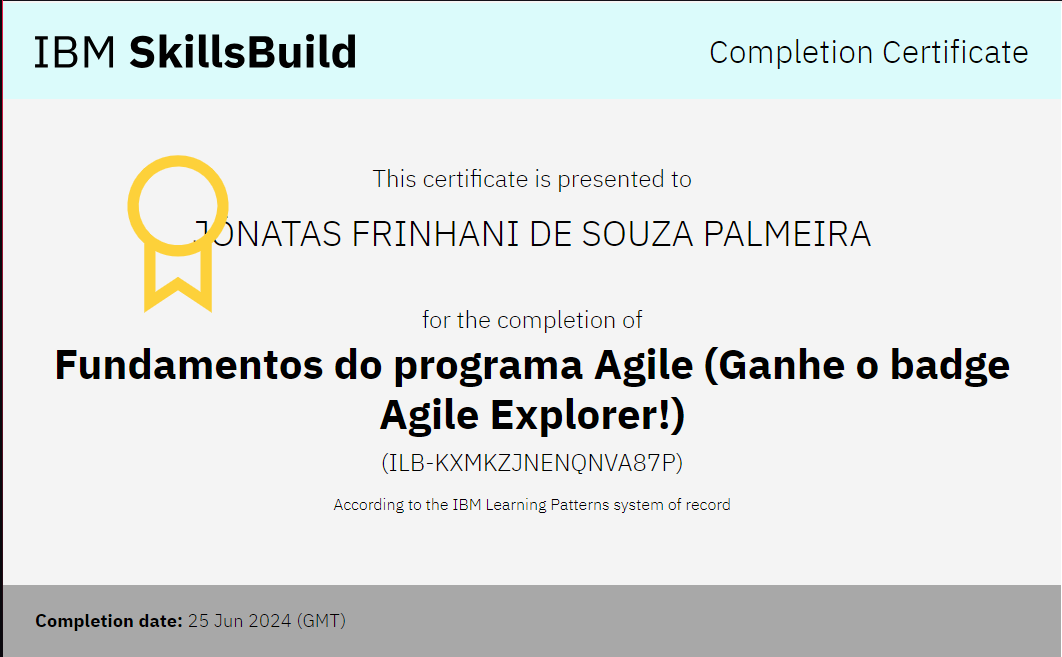 IBM SkillsBuild
Completion Certificate
This certificate is presented to
JONATAS FRINHANI DE SOUZA PALMEIRA
for the completion of
Fundamentos do programa Agile (Ganhe o badge
Agile Explorer!)
(ILB-KXMKZJNENQNVA87P)
According to the IBM Learning Patterns system of record
Completion date: 25 Jun 2024 (GMT)